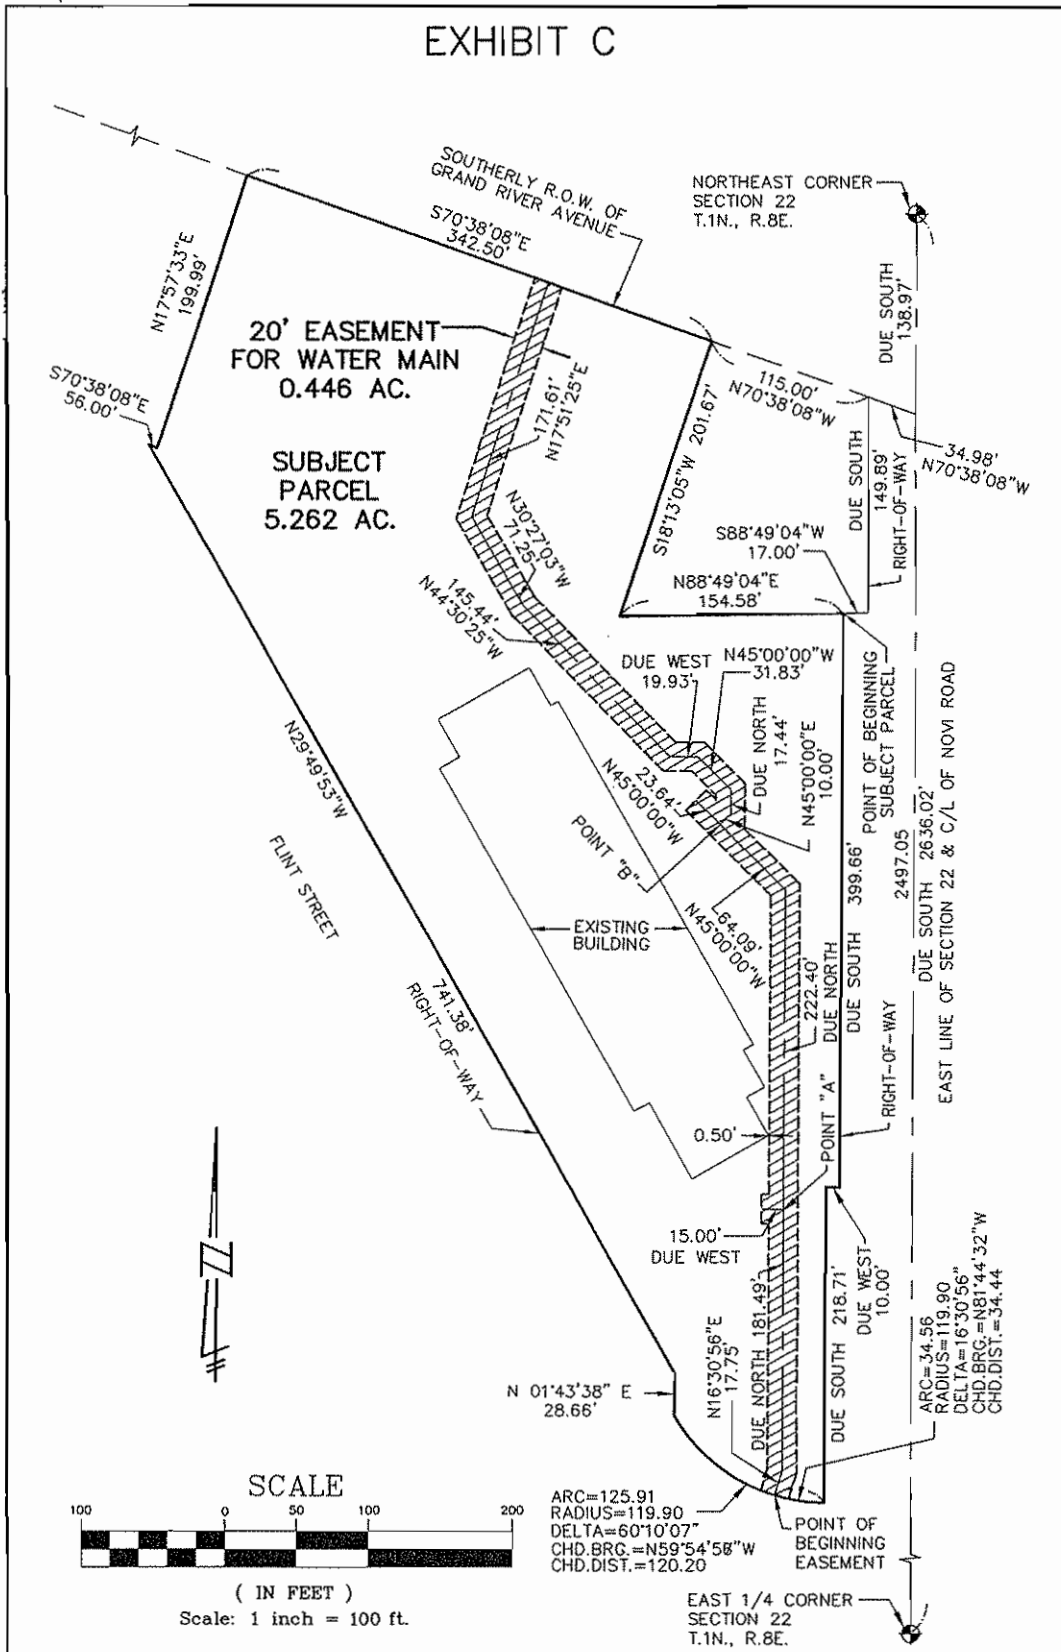 EXHIBIT C
SOUTHERLY R.O.W. OF
GRAND RIVER AVENUE
NORTHEAST CORNER
SECTION 22
T.1N., R.8E.
S70°38'08"E
342.50'
N17°57'33"E
199.99'
DUE SOUTH
138.97'
20' EASEMENT
FOR WATER MAIN
0.446 AC.
171.61'
N17°51'25"E
115.00'
N70°38'08"W
34.98'
N70°38'08"W
S70°38'08"E
56.00'
SUBJECT
PARCEL
5.262 AC.
S18°13'05"W 201.67'
DUE SOUTH
149.89'
RIGHT-OF-WAY
N30°27'03"W
71.25'
S88°49'04"W
17.00'
N88°49'04"E
154.58'
145.44'
N44°30'25"W
DUE WEST
19.93'
N45°00'00"W
31.83'
DUE NORTH
17.44'
N45°00'00"E
10.00'
POINT OF BEGINNING
SUBJECT PARCEL
23.64'
N45°00'00"W
POINT "B"
N29°49'53"W
FLINT STREET
741.38'
RIGHT-OF-WAY
EXISTING
BUILDING
64.09'
N45°00'00"W
222.40'
DUE NORTH
DUE SOUTH 399.66'
2497.05
DUE SOUTH 2636.02'
EAST LINE OF SECTION 22 & C/L OF NOVI ROAD
RIGHT-OF-WAY
0.50'
POINT "A"
15.00'
DUE WEST
DUE WEST
10.00'
DUE NORTH 181.49'
N16°30'56"E
17.75'
DUE SOUTH 218.71'
ARC=34.56
RADIUS=119.90
DELTA=16°30'56"
CHD.BRG.=N81°44'32"W
CHD.DIST.=34.44
N 01°43'38" E
28.66'
N
SCALE
100 0 50 100 200
( IN FEET )
Scale: 1 inch = 100 ft.
ARC=125.91
RADIUS=119.90
DELTA=60°10'07"
CHD.BRG.=N59°54'56"W
CHD.DIST.=120.20
POINT OF
BEGINNING
EASEMENT
EAST 1/4 CORNER
SECTION 22
T.1N., R.8E.